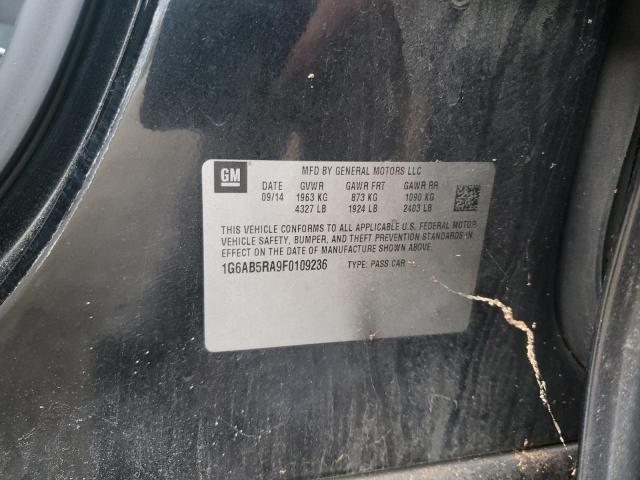 GM
MFD BY GENERAL MOTORS LLC
DATE GVWR GAWR FRT GAWR RR
09/14 1963 KG 873 KG 1090 KG
4327 LB 1924 LB 2403 LB
THIS VEHICLE CONFORMS TO ALL APPLICABLE U.S. FEDERAL MOTOR
VEHICLE SAFETY, BUMPER, AND THEFT PREVENTION STANDARDS IN
EFFECT ON THE DATE OF MANUFACTURE SHOWN ABOVE.
1G6AB5RA9F0109236 TYPE: PASS CAR